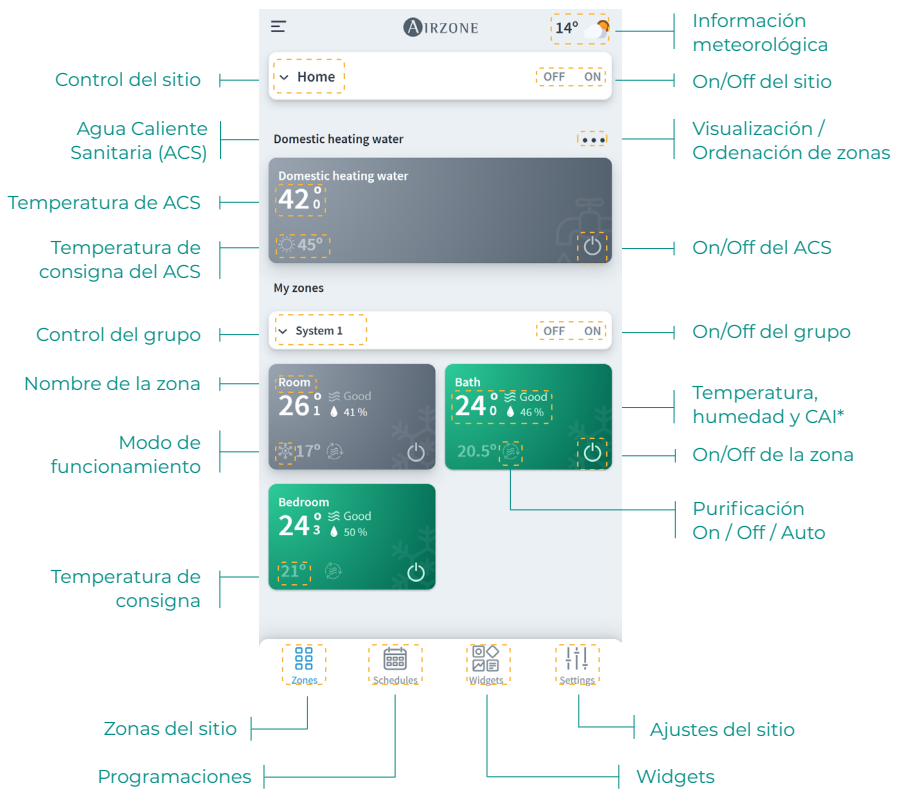 AIRZONE
14°
Información
meteorológica
Control del sitio
Home
OFF ON
On/Off del sitio
Agua Caliente
Sanitaria (ACS)
Domestic heating water
Visualización /
Ordenación de zonas
Domestic heating water
Temperatura de ACS
42°0
Temperatura de
consigna del ACS
45°
On/Off del ACS
My zones
Control del grupo
System 1
OFF ON
On/Off del grupo
Nombre de la zona
Room
26°1 Good
41 %
Modo de
funcionamiento
17°
Bath
24°0 Good
46 %
20.5°
Temperatura,
humedad y CAI*
On/Off de la zona
Purificación
On / Off / Auto
Bedroom
24°3 Good
50 %
21°
Temperatura de
consigna
Zones
Schedules
Widgets
Settings
Zonas del sitio
Ajustes del sitio
Programaciones
Widgets